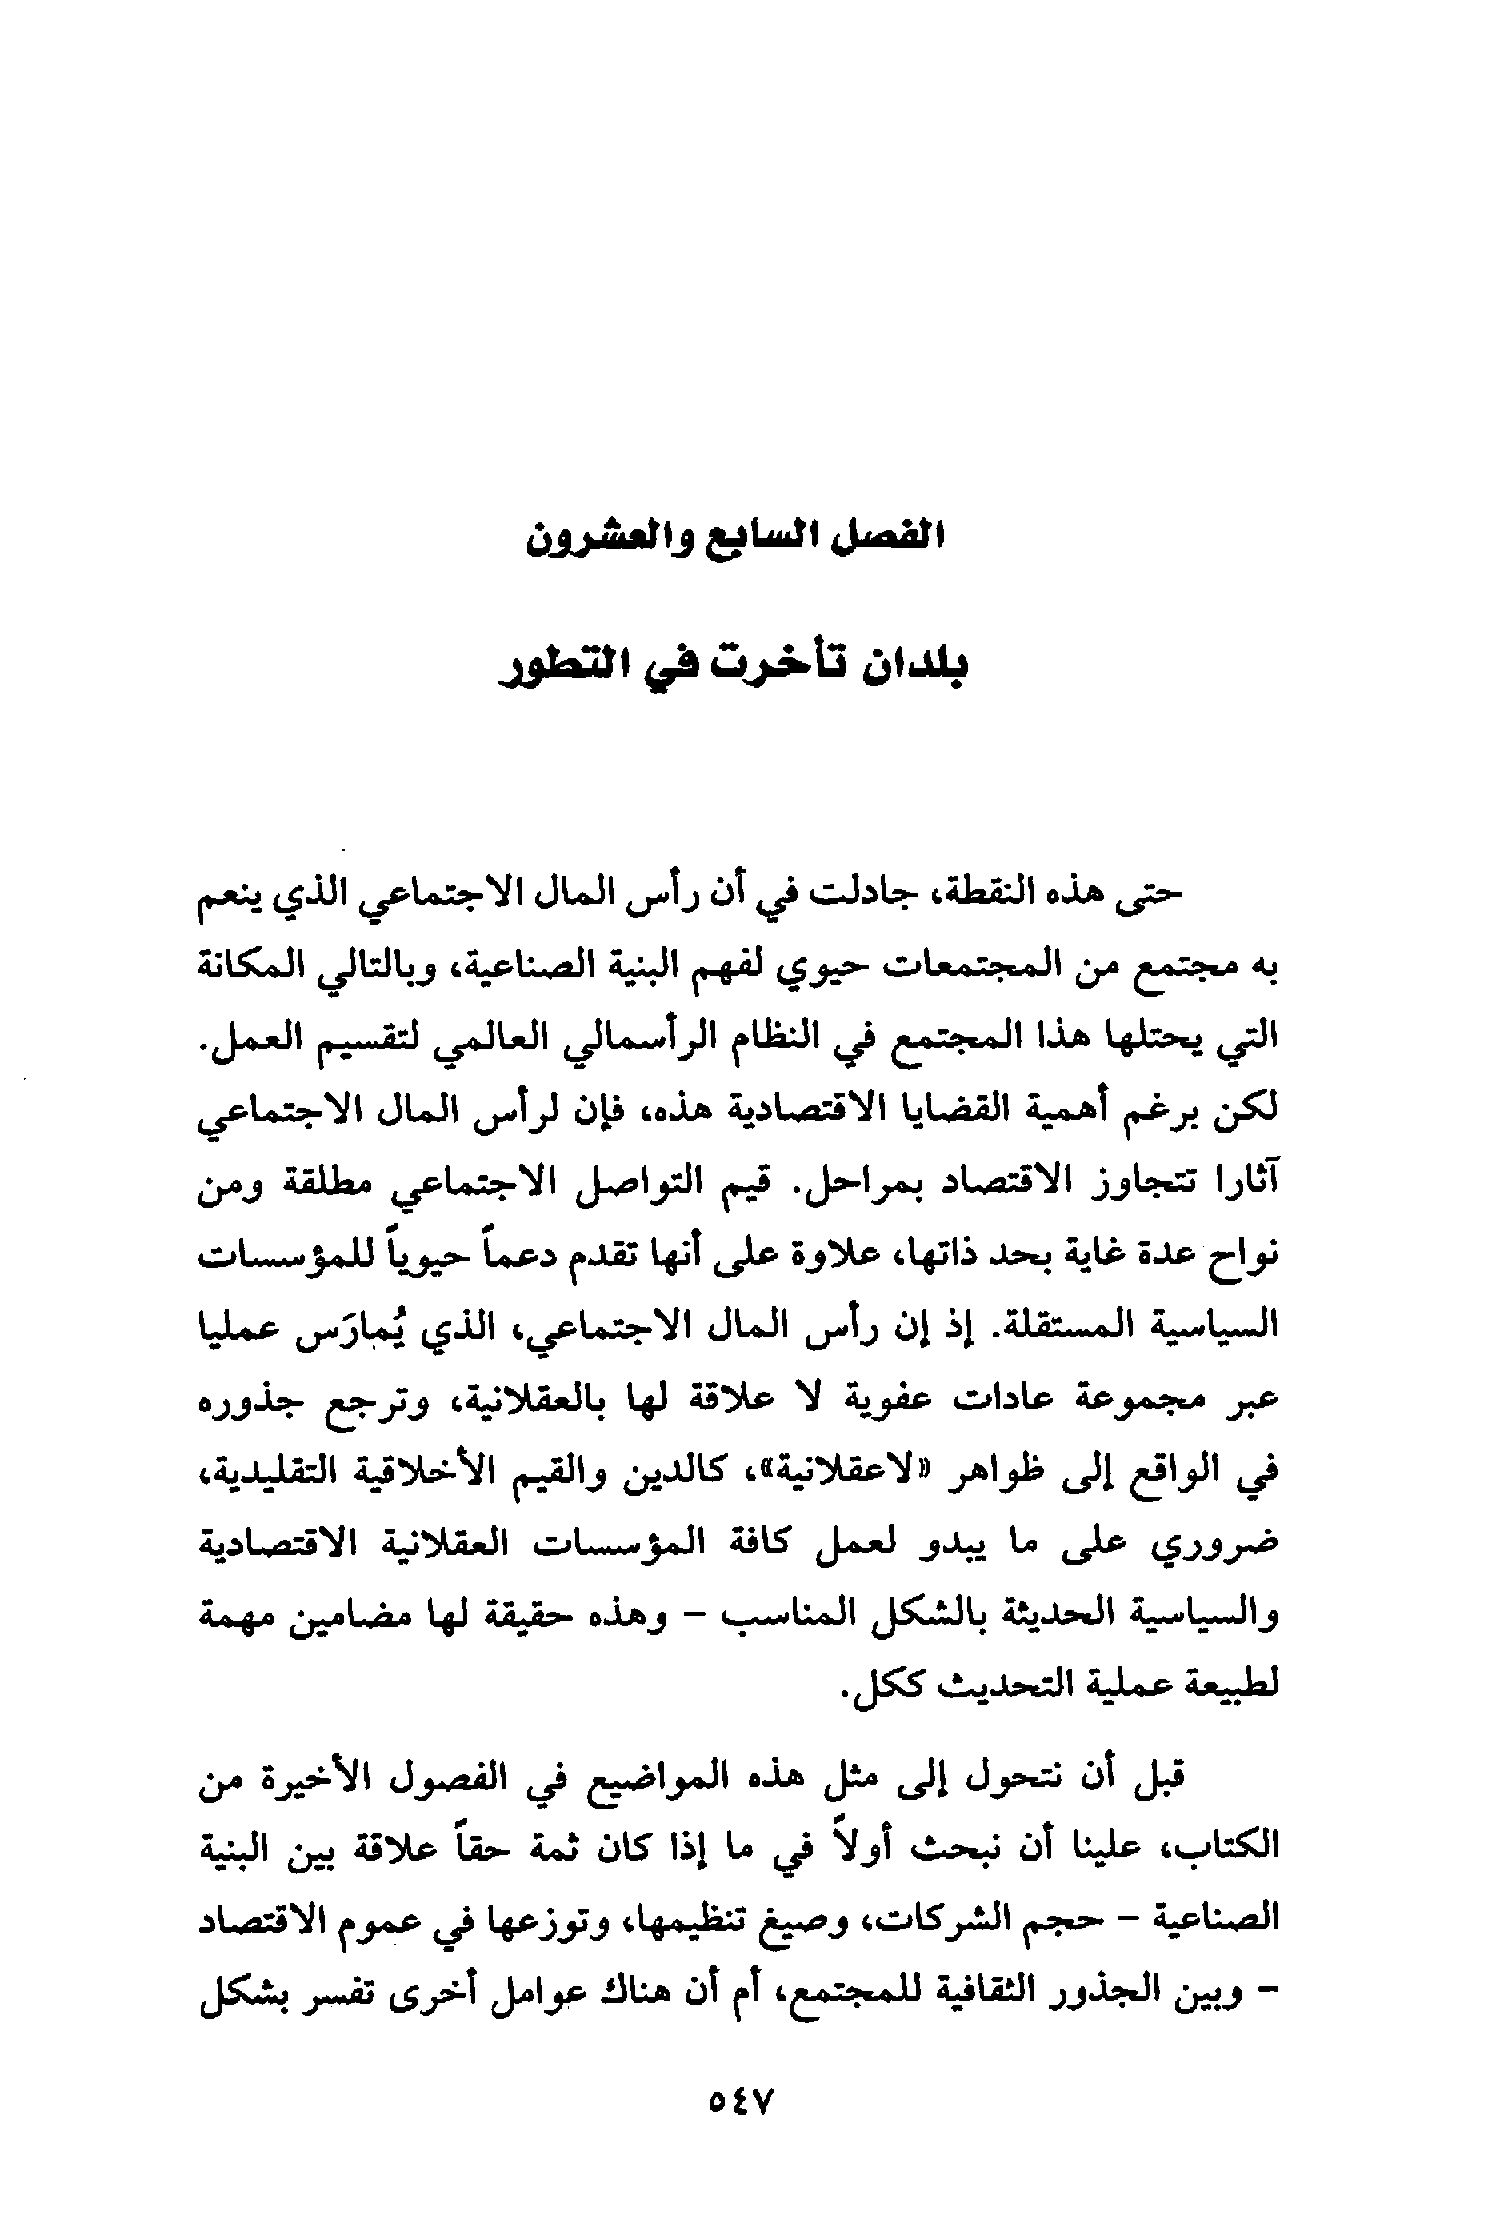 الفصل السابع والعشرون
بلدان تأخرت في التطور
حتى هذه النقطة، جادلت في أن رأس المال الاجتماعي الذي ينعم
به مجتمع من المجتمعات حيوي لفهم البنية الصناعية، وبالتالي المكانة
التي يحتلها هذا المجتمع في النظام الرأسمالي العالمي لتقسيم العمل.
لكن برغم أهمية القضايا الاقتصادية هذه، فإن لرأس المال الاجتماعي
آثارا تتجاوز الاقتصاد بمراحل. قيم التواصل الاجتماعي مطلقة ومن
نواح عدة غاية بحد ذاتها، علاوة على أنها تقدم دعماً حيوياً للمؤسسات
السياسية المستقلة. إذ إن رأس المال الاجتماعي، الذي يُمارَس عمليا
عبر مجموعة عادات عفوية لا علاقة لها بالعقلانية، وترجع جذوره
في الواقع إلى ظواهر «لاعقلانية»، كالدين والقيم الأخلاقية التقليدية،
ضروري على ما يبدو لعمل كافة المؤسسات العقلانية الاقتصادية
والسياسية الحديثة بالشكل المناسب - وهذه حقيقة لها مضامين مهمة
لطبيعة عملية التحديث ككل.
قبل أن نتحول إلى مثل هذه المواضيع في الفصول الأخيرة من
الكتاب، علينا أن نبحث أولاً في ما إذا كان ثمة حقاً علاقة بين البنية
الصناعية - حجم الشركات، وصيغ تنظيمها، وتوزعها في عموم الاقتصاد
- وبين الجذور الثقافية للمجتمع، أم أن هناك عوامل أخرى تفسر بشكل
٥٤٧